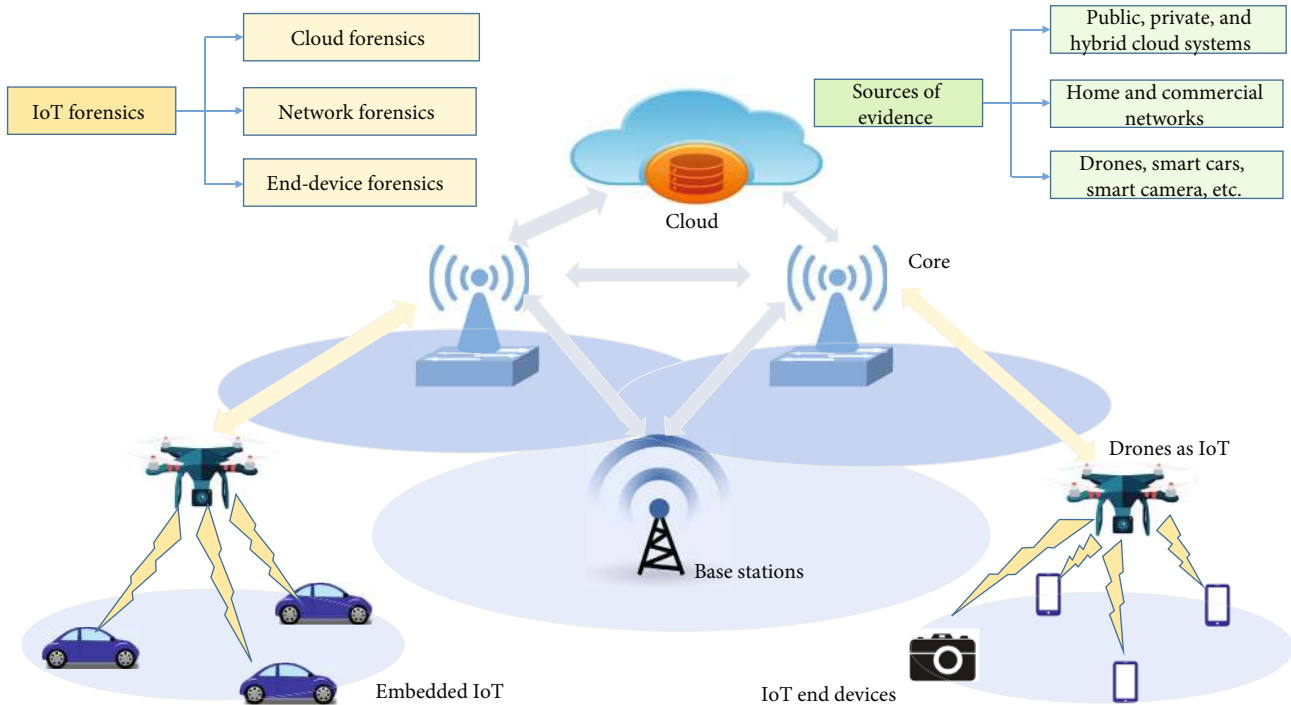 Cloud forensics
IoT forensics
Network forensics
End-device forensics
Sources of
evidence
Public, private, and
hybrid cloud systems
Home and commercial
networks
Drones, smart cars,
smart camera, etc.
Cloud
Core
Drones as IoT
Base stations
Embedded IoT
IoT end devices